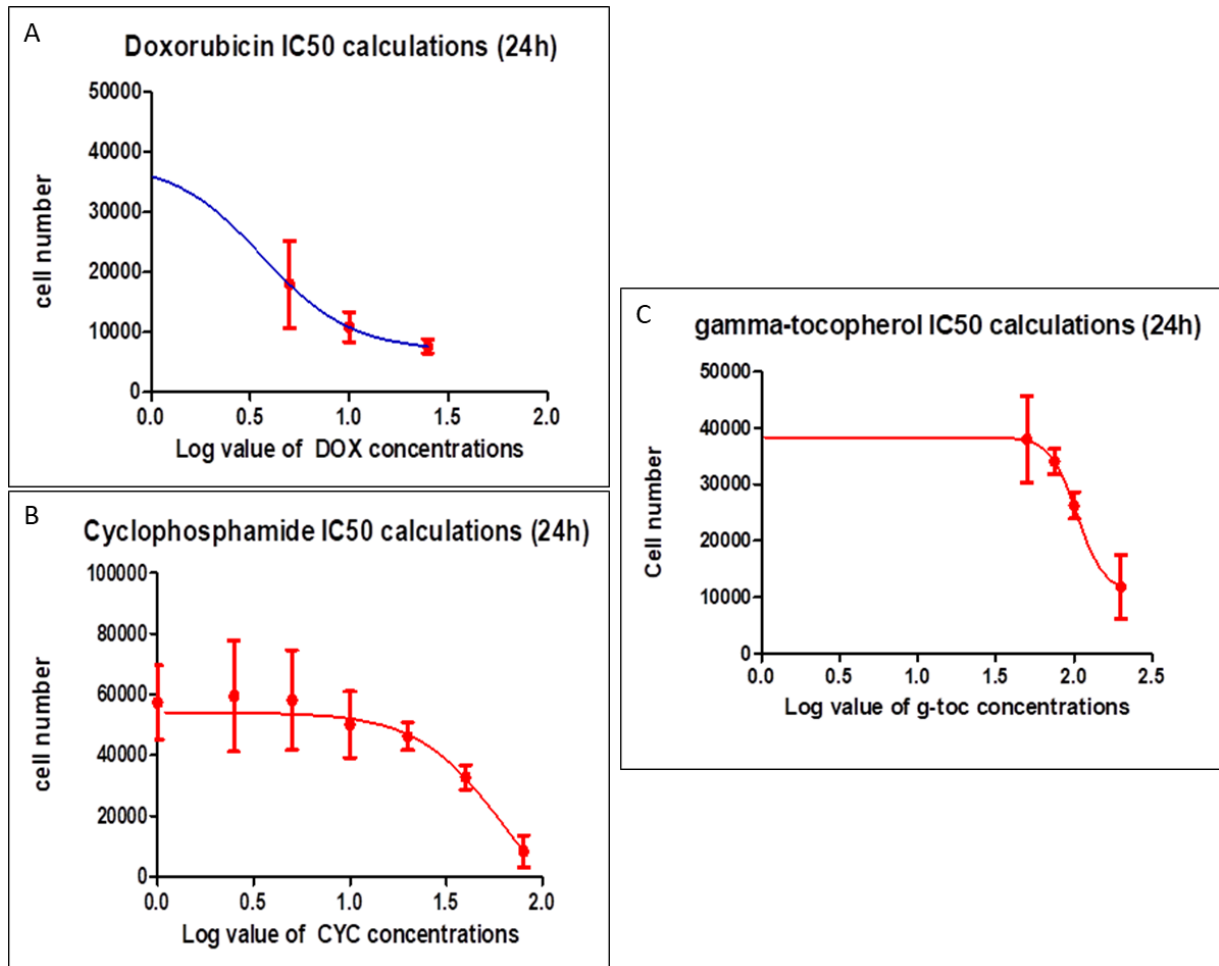 A
Doxorubicin IC50 calculations (24h)
50000
40000
30000
20000
10000
0
cell number
0.0 0.5 1.0 1.5 2.0
Log value of DOX concentrations
B
Cyclophosphamide IC50 calculations (24h)
100000
80000
60000
40000
20000
0
cell number
0.0 0.5 1.0 1.5 2.0
Log value of CYC concentrations
C
gamma-tocopherol IC50 calculations (24h)
50000
40000
30000
20000
10000
0
Cell number
0.0 0.5 1.0 1.5 2.0 2.5
Log value of g-toc concentrations